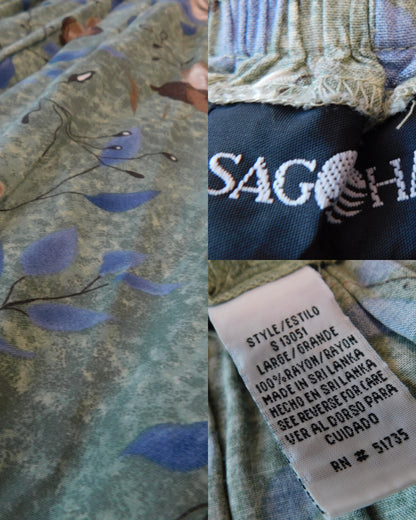 SAG HA
STYLE/ESTILO
S 13051
LARGE/GRANDE
100% RAYON/RAYON
MADE IN SRI LANKA
HECHO EN SRI LANKA
SEE REVERSE FOR CARE
VER AL DORSO PARA
CUIDADO
RN # 51735